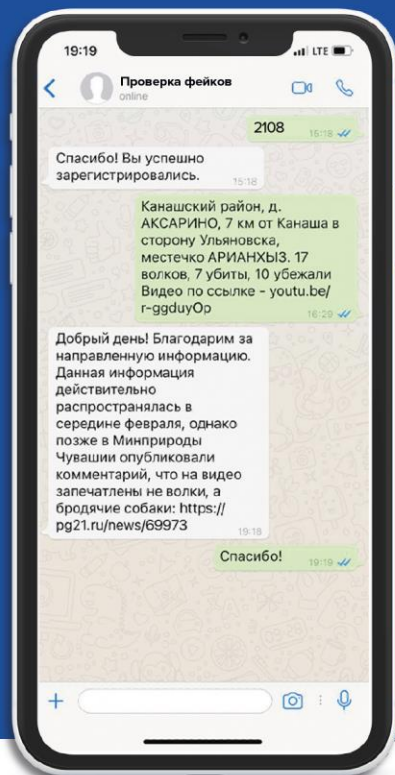 19:19
LTE
Проверка фейков
online
2108
15:18
Спасибо! Вы успешно
зарегистрировались.
15:18
Канашский район, д.
АКСАРИНО, 7 км от Канаша в
сторону Ульяновска,
местечко АРИАНХЫЗ. 17
волков, 7 убиты, 10 убежали
Видео по ссылке - youtu.be/
r-ggduyOp
16:29
Добрый день! Благодарим за
направленную информацию.
Данная информация
действительно
распространялась в
середине февраля, однако
позже в Минприроды
Чувашии опубликовали
комментарий, что на видео
запечатлены не волки, а
бродячие собаки: https://
pg21.ru/news/69973
19:18
Спасибо!
19:19